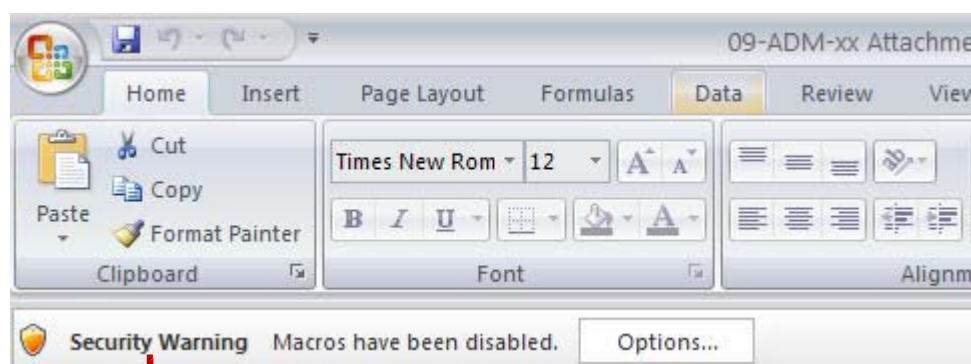 09-ADM-xx Attachme
Home Insert Page Layout Formulas Data Review View
Cut
Copy
Paste
Format Painter
Clipboard
Times New Rom 12 A A
B I U A
Font
Alignm
Security Warning Macros have been disabled. Options...